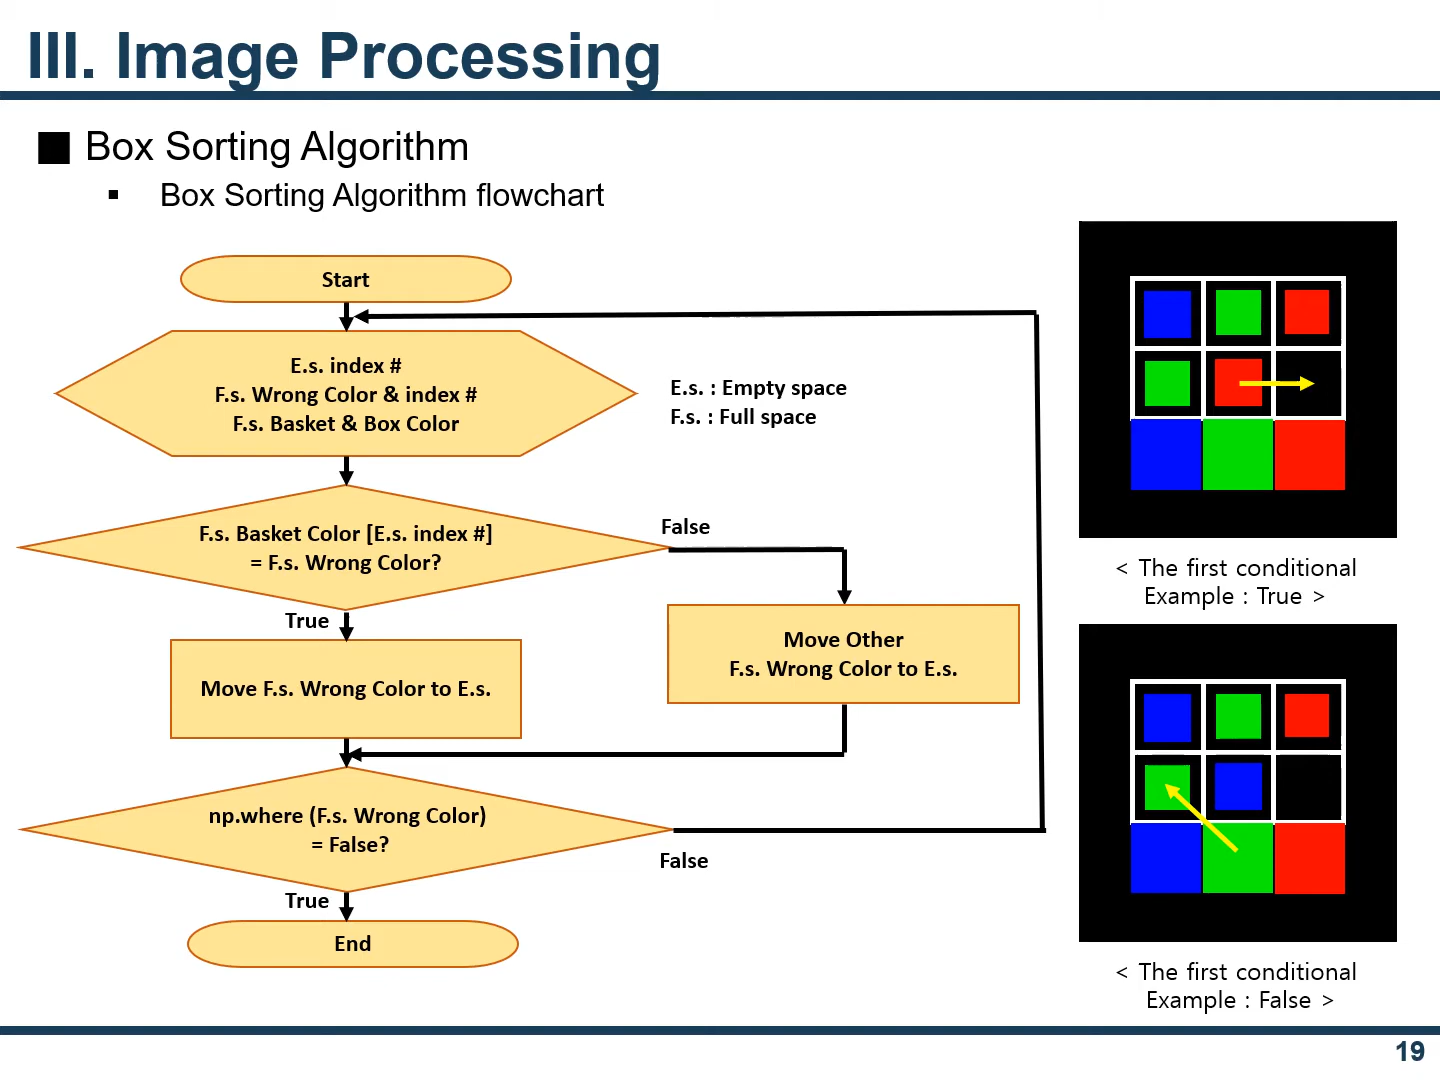 III. Image Processing
Box Sorting Algorithm
Box Sorting Algorithm flowchart
Start
E.s. index #
F.s. Wrong Color & index #
F.s. Basket & Box Color
E.s. : Empty space
F.s. : Full space
F.s. Basket Color [E.s. index #]
= F.s. Wrong Color?
False
True
Move F.s. Wrong Color to E.s.
Move Other
F.s. Wrong Color to E.s.
np.where (F.s. Wrong Color)
= False?
False
True
End
< The first conditional
Example : True >
< The first conditional
Example : False >
19